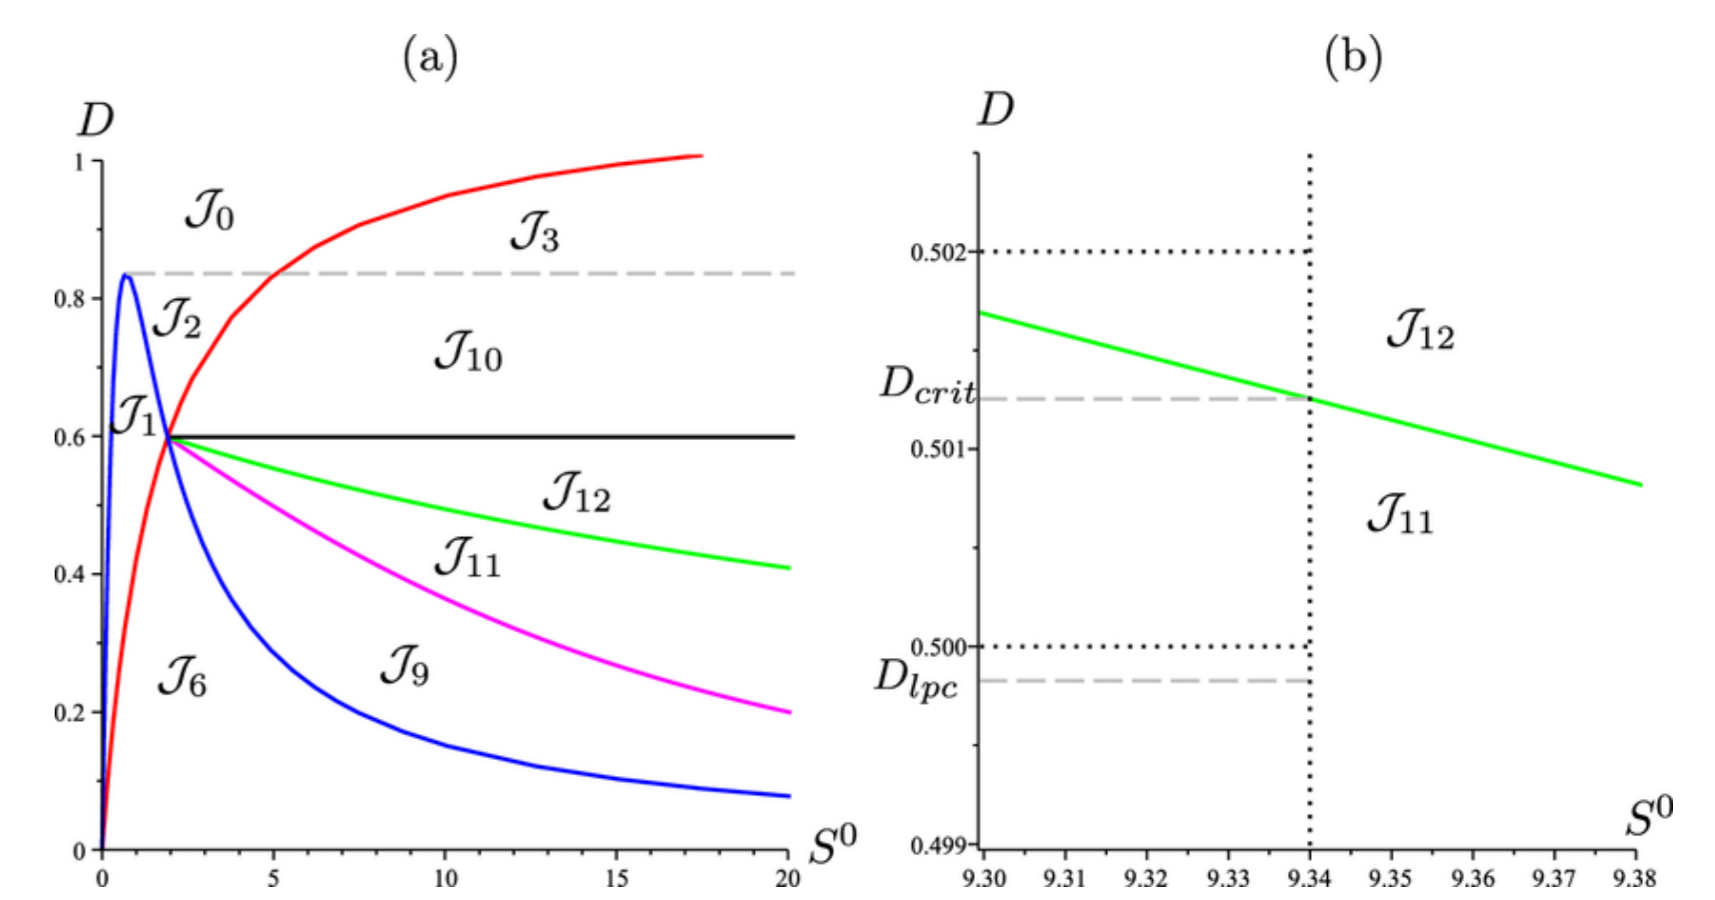 (a)
D
1
0.8
0.6
0.4
0.2
0
0
5
10
15
20
S⁰
𝒥₀
𝒥₃
𝒥₂
𝒥₁₀
𝒥₁
𝒥₁₂
𝒥₁₁
𝒥₉
𝒥₆
(b)
D
0.502
D_crit
0.501
0.500
D_lpc
0.499
9.30
9.31
9.32
9.33
9.34
9.35
9.36
9.37
9.38
S⁰
𝒥₁₂
𝒥₁₁